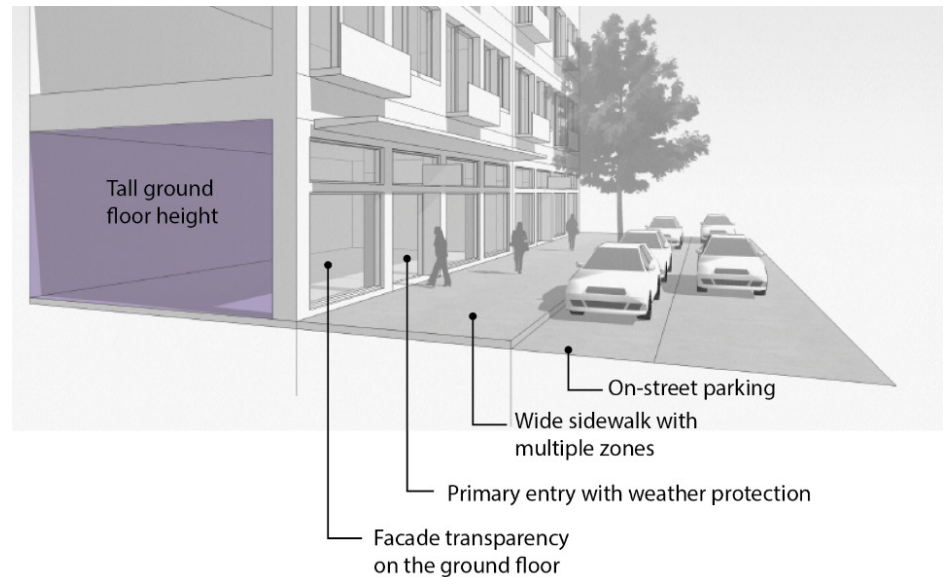 Tall ground
floor height
On-street parking
Wide sidewalk with
multiple zones
Primary entry with weather protection
Facade transparency
on the ground floor